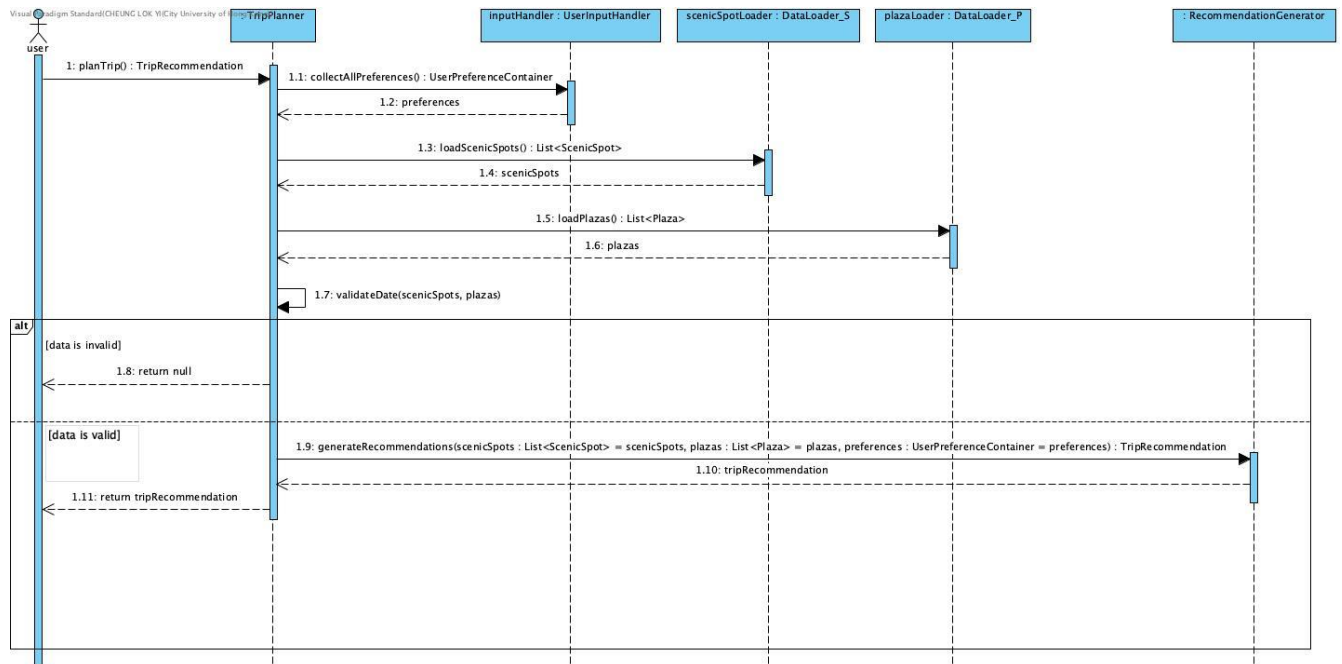 Visual Paradigm Standard(CHEUNG LOK YI(City University of
: TripPlanner
inputHandler : UserInputHandler
scenicSpotLoader : DataLoader_S
plazaLoader : DataLoader_P
: RecommendationGenerator
user
1: planTrip() : TripRecommendation
1.1: collectAllPreferences() : UserPreferenceContainer
1.2: preferences
1.3: loadScenicSpots() : List<ScenicSpot>
1.4: scenicSpots
1.5: loadPlazas() : List<Plaza>
1.6: plazas
1.7: validateDate(scenicSpots, plazas)
alt
[data is invalid]
1.8: return null
[data is valid]
1.9: generateRecommendations(scenicSpots : List<ScenicSpot> = scenicSpots, plazas : List<Plaza> = plazas, preferences : UserPreferenceContainer = preferences) : TripRecommendation
1.10: tripRecommendation
1.11: return tripRecommendation